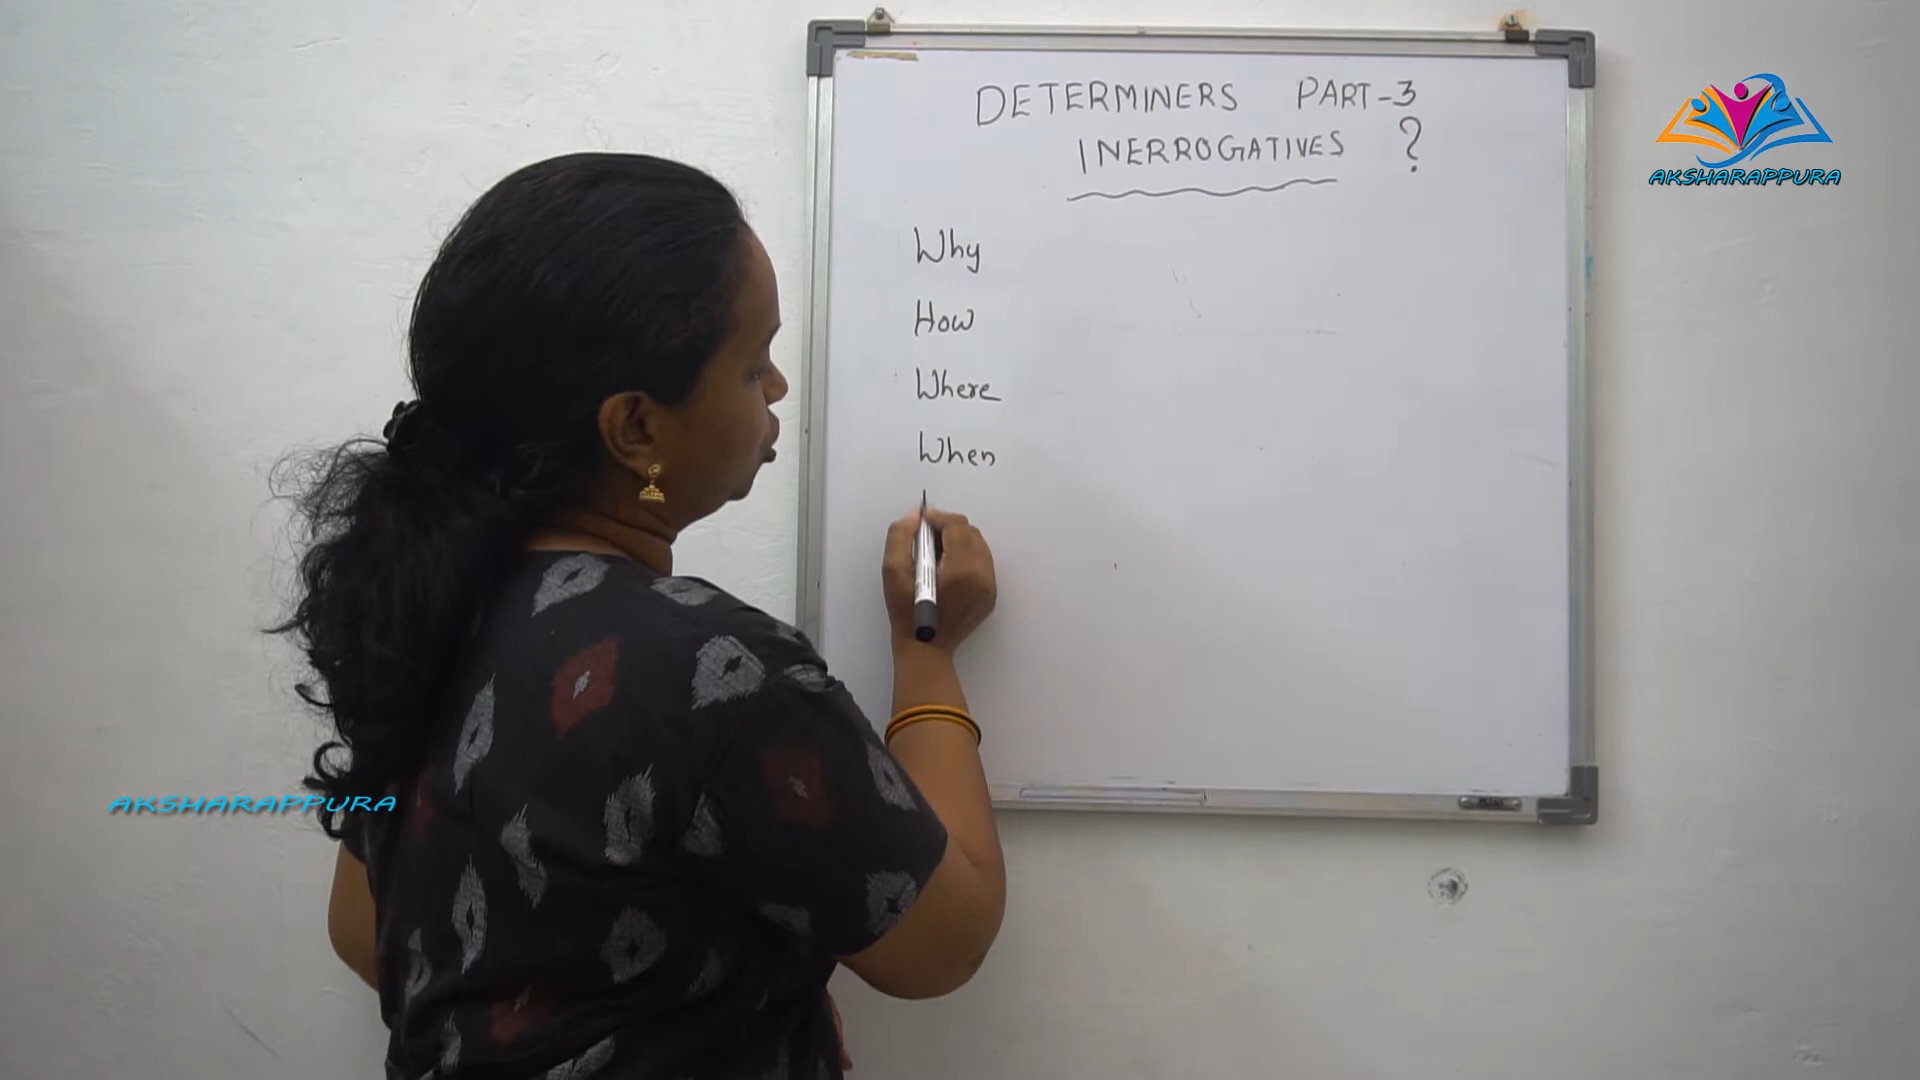 DETERMINERS PART-3
INERROGATIVES ?
Why
How
Where
When
AKSHARAPPURA
AKSHARAPPURA